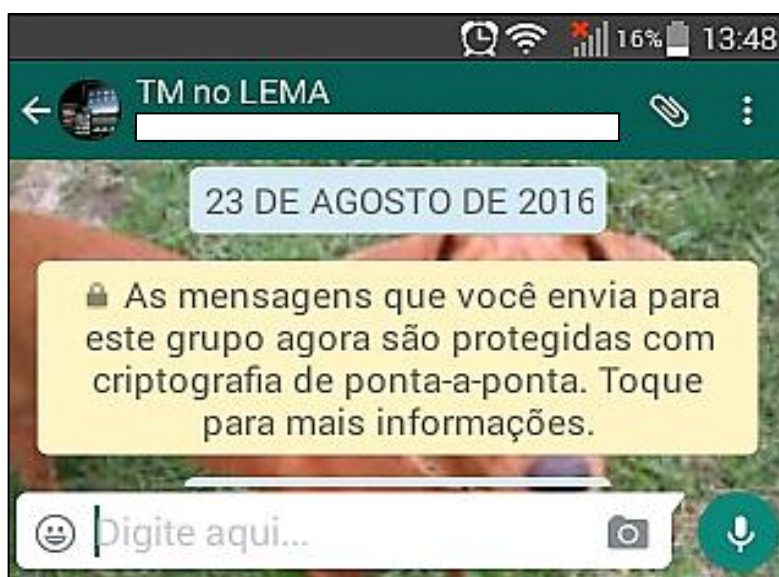 16% 13:48
TM no LEMA
23 DE AGOSTO DE 2016
As mensagens que você envia para
este grupo agora são protegidas com
criptografia de ponta-a-ponta. Toque
para mais informações.
Digite aqui...